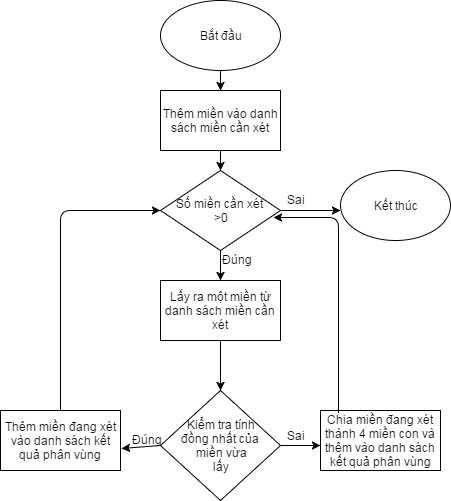 Bắt đầu
Thêm miền vào danh
sách miền cần xét
Số miền cần xét
>0
Sai
Kết thúc
Đúng
Lấy ra một miền từ
danh sách miền cần
xét
Kiểm tra tính
đồng nhất của
miền vừa
lấy
Đúng
Sai
Thêm miền đang xét
vào danh sách kết
quả phân vùng
Chia miền đang xét
thành 4 miền con và
thêm vào danh sách
kết quả phân vùng